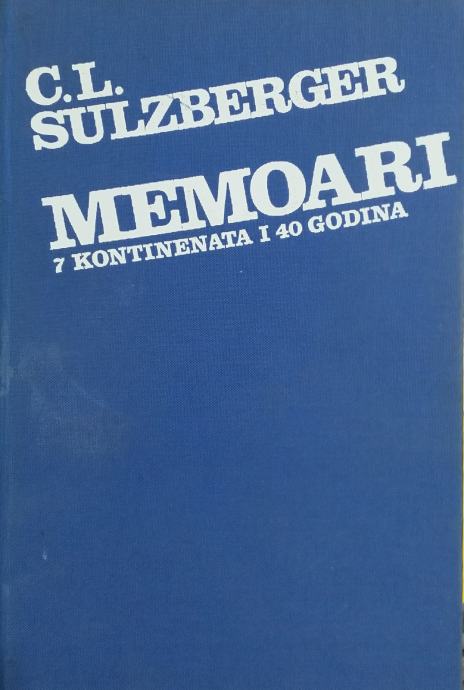 C.L.
SULZBERGER
MEMOARI
7 KONTINENATA I 40 GODINA